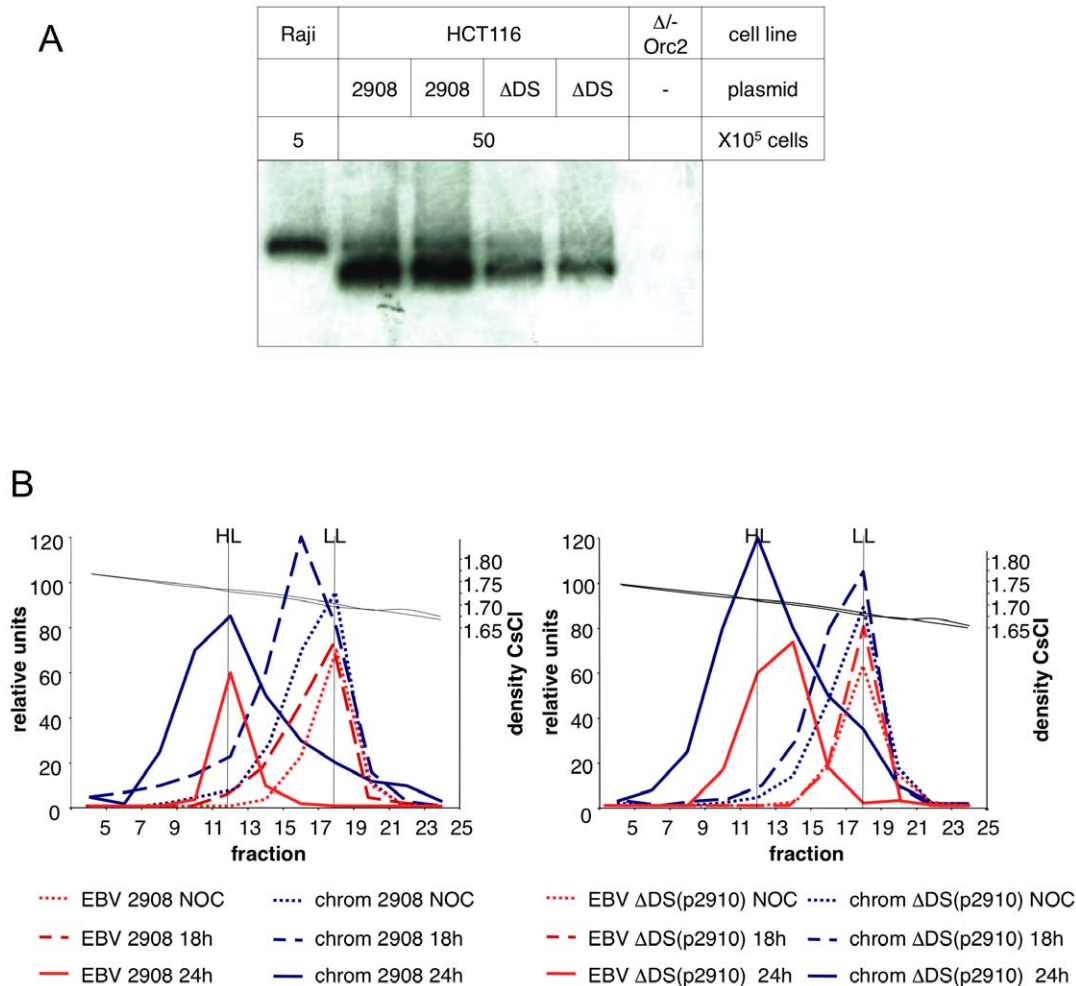 A
Raji HCT116 Δ/- Orc2 cell line
2908 2908 ΔDS ΔDS - plasmid
5 50 X10⁵ cells
B
HL LL
120
100
80
60
40
20
0
relative units
1.80
1.75
1.70
1.65
density CsCl
5 7 9 11 13 15 17 19 21 23 25
fraction
EBV 2908 NOC chrom 2908 NOC
EBV 2908 18h chrom 2908 18h
EBV 2908 24h chrom 2908 24h
HL LL
120
100
80
60
40
20
0
relative units
1.80
1.75
1.70
1.65
density CsCl
5 7 9 11 13 15 17 19 21 23 25
fraction
EBV ΔDS(p2910) NOC chrom ΔDS(p2910) NOC
EBV ΔDS(p2910) 18h chrom ΔDS(p2910) 18h
EBV ΔDS(p2910) 24h chrom ΔDS(p2910) 24h